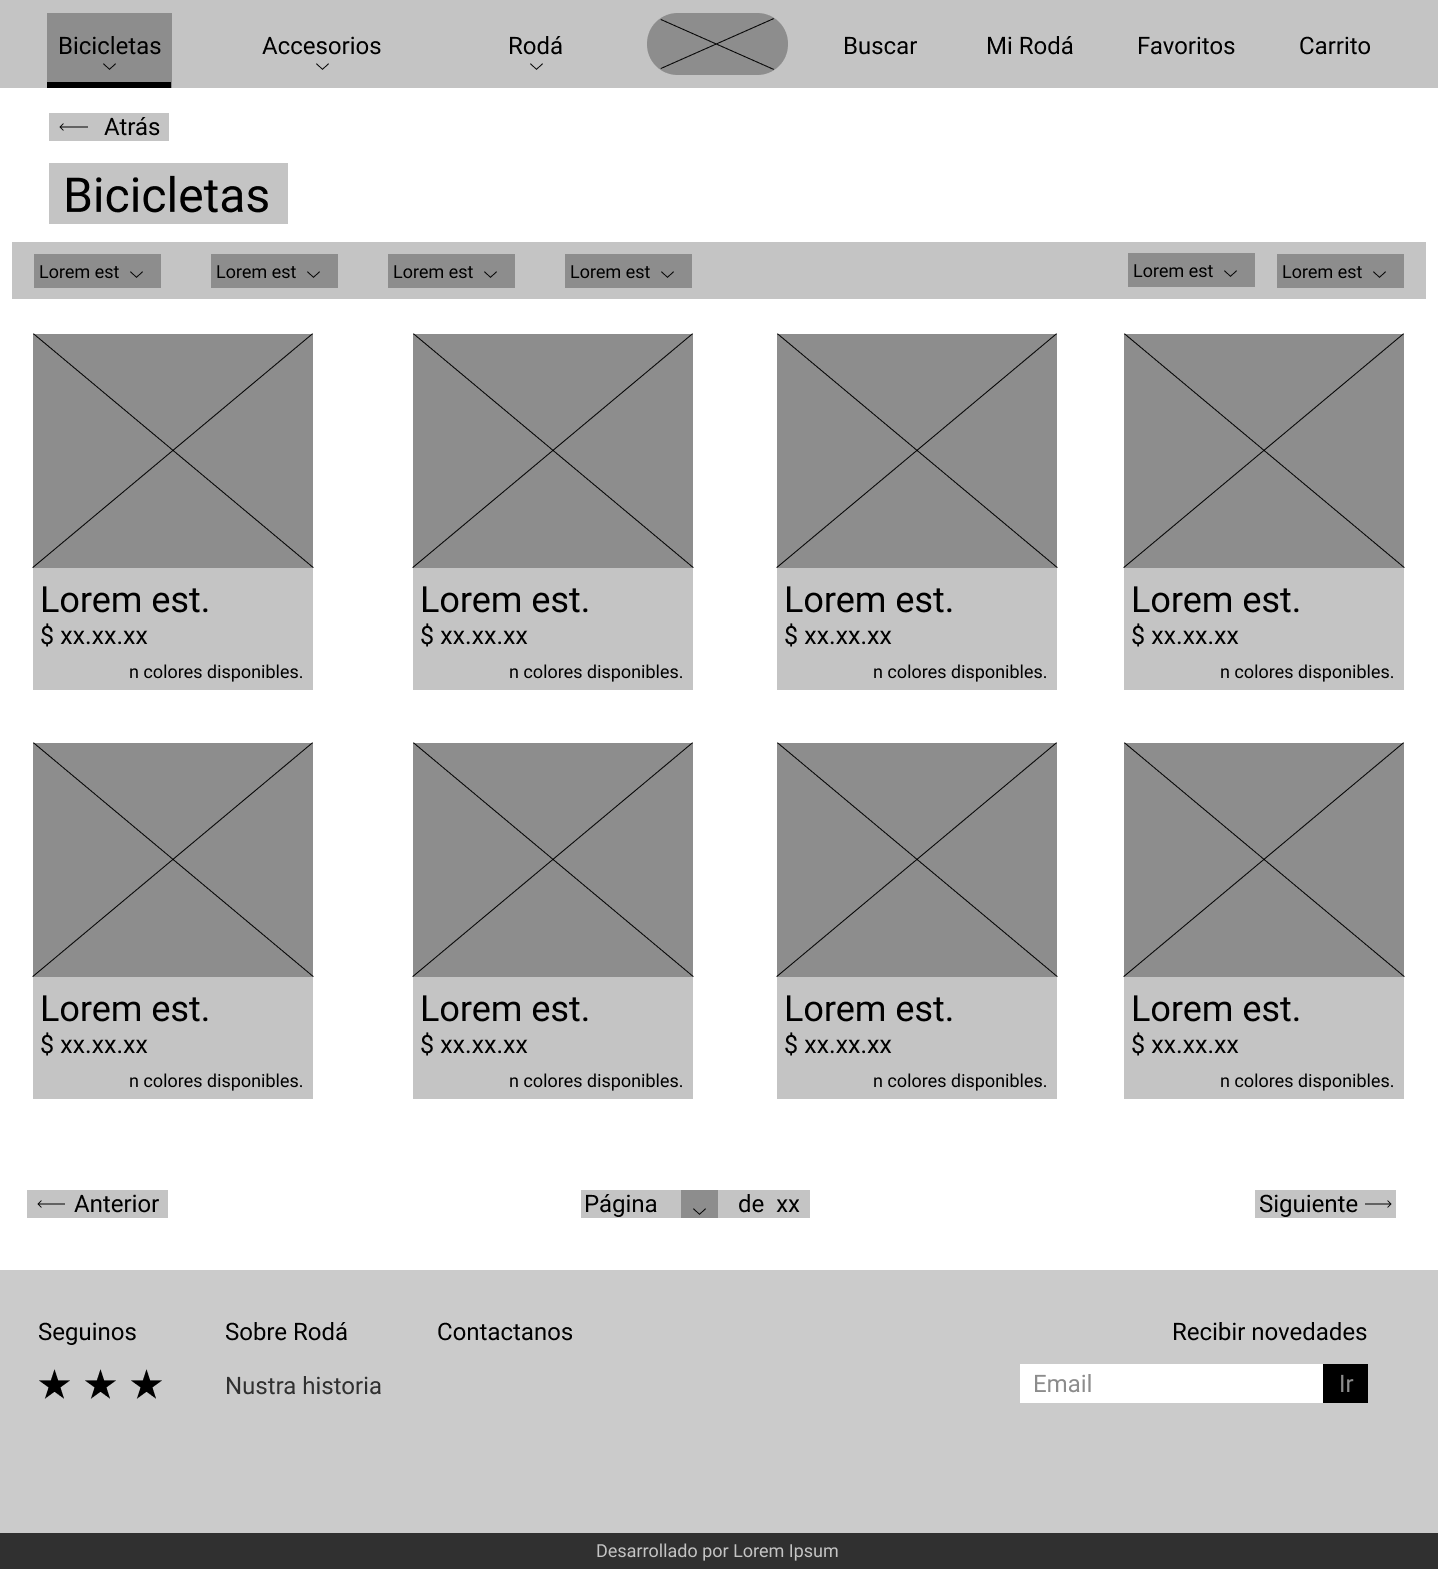 Bicicletas Accesorios Rodá Buscar Mi Rodá Favoritos Carrito
Atrás
Bicicletas
Lorem est Lorem est Lorem est Lorem est Lorem est Lorem est
Lorem est. Lorem est. Lorem est. Lorem est.
$ xx.xx.xx $ xx.xx.xx $ xx.xx.xx $ xx.xx.xx
n colores disponibles. n colores disponibles. n colores disponibles. n colores disponibles.
Lorem est. Lorem est. Lorem est. Lorem est.
$ xx.xx.xx $ xx.xx.xx $ xx.xx.xx $ xx.xx.xx
n colores disponibles. n colores disponibles. n colores disponibles. n colores disponibles.
Anterior Página de xx Siguiente
Seguinos Sobre Rodá Contactanos Recibir novedades
Nustra historia Email Ir
Desarrollado por Lorem Ipsum